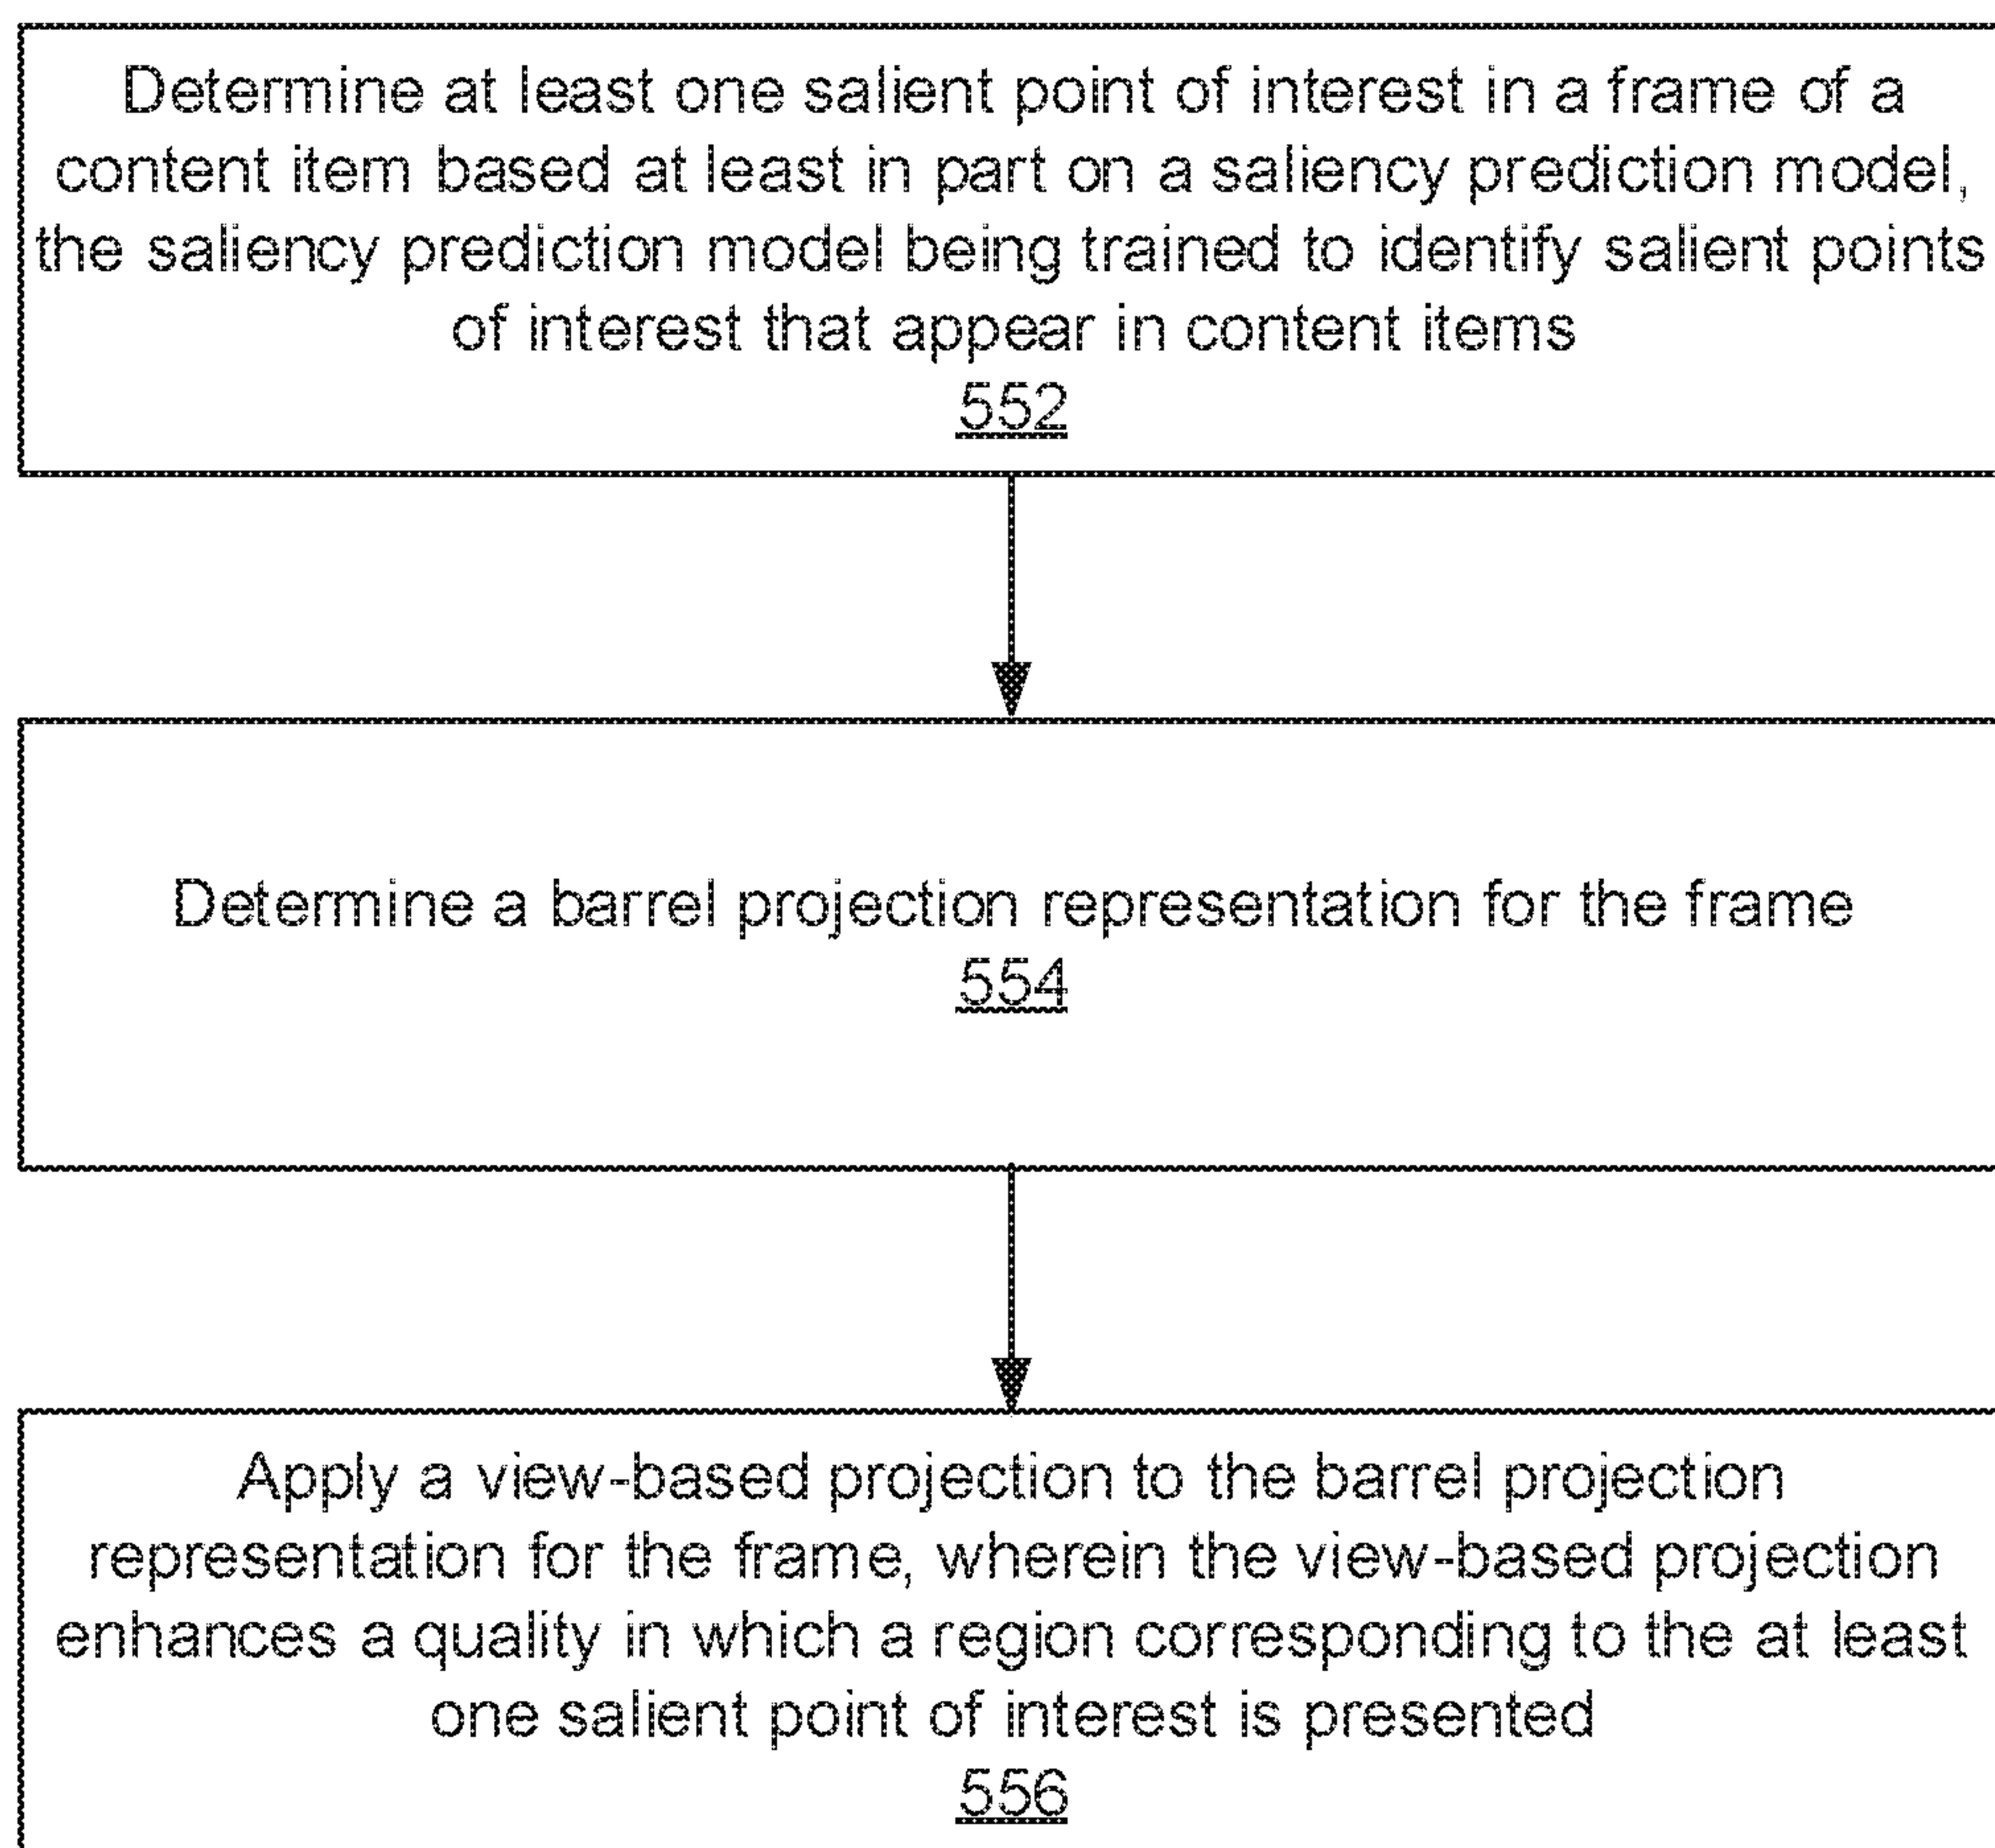 Determine at least one salient point of interest in a frame of a
content item based at least in part on a saliency prediction model,
the saliency prediction model being trained to identify salient points
of interest that appear in content items
552
Determine a barrel projection representation for the frame
554
Apply a view-based projection to the barrel projection
representation for the frame, wherein the view-based projection
enhances a quality in which a region corresponding to the at least
one salient point of interest is presented
556